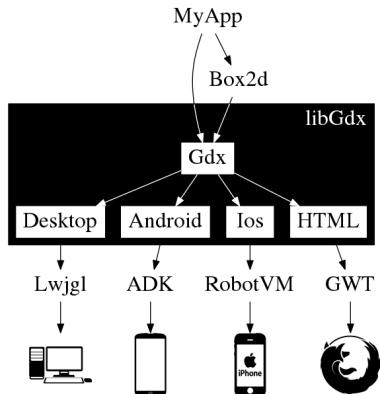 MyApp
Box2d
libGdx
Gdx
Desktop Android Ios HTML
Lwjgl ADK RobotVM GWT
iPhone